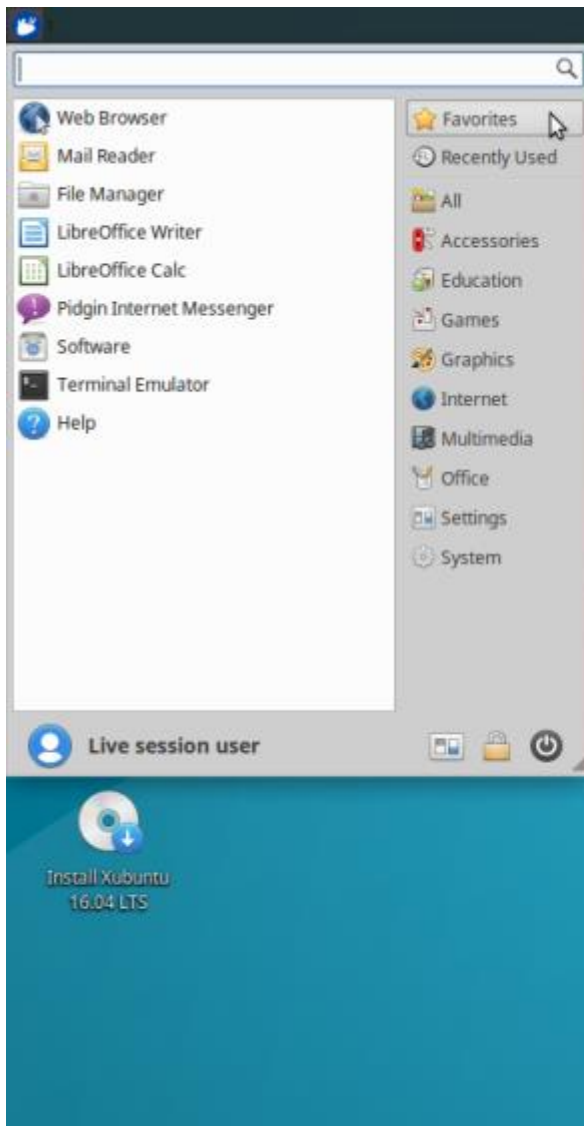 Web Browser
Mail Reader
File Manager
LibreOffice Writer
LibreOffice Calc
Pidgin Internet Messenger
Software
Terminal Emulator
Help
Favorites
Recently Used
All
Accessories
Education
Games
Graphics
Internet
Multimedia
Office
Settings
System
Live session user
Install Xubuntu
16.04 LTS